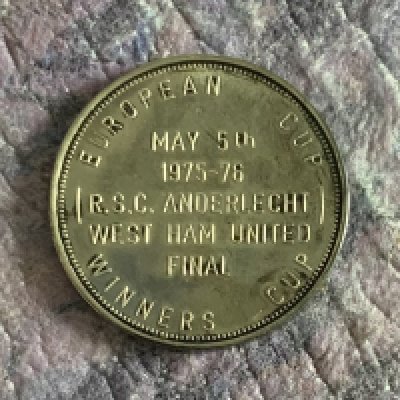 EUROPEAN CUP
MAY 5th
1975-76
R.S.C. ANDERLECHT
WEST HAM UNITED
FINAL
WINNERS CUP